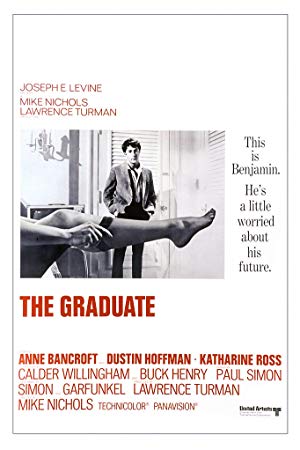 JOSEPH E. LEVINE
MIKE NICHOLS
LAWRENCE TURMAN
This
is
Benjamin.
He's
a little
worried
about
his
future.
THE GRADUATE
ANNE BANCROFT... DUSTIN HOFFMAN · KATHARINE ROSS
CALDER WILLINGHAM ... BUCK HENRY PAUL SIMON
SIMON ... GARFUNKEL LAWRENCE TURMAN
MIKE NICHOLS TECHNICOLOR® PANAVISION®
United Artists